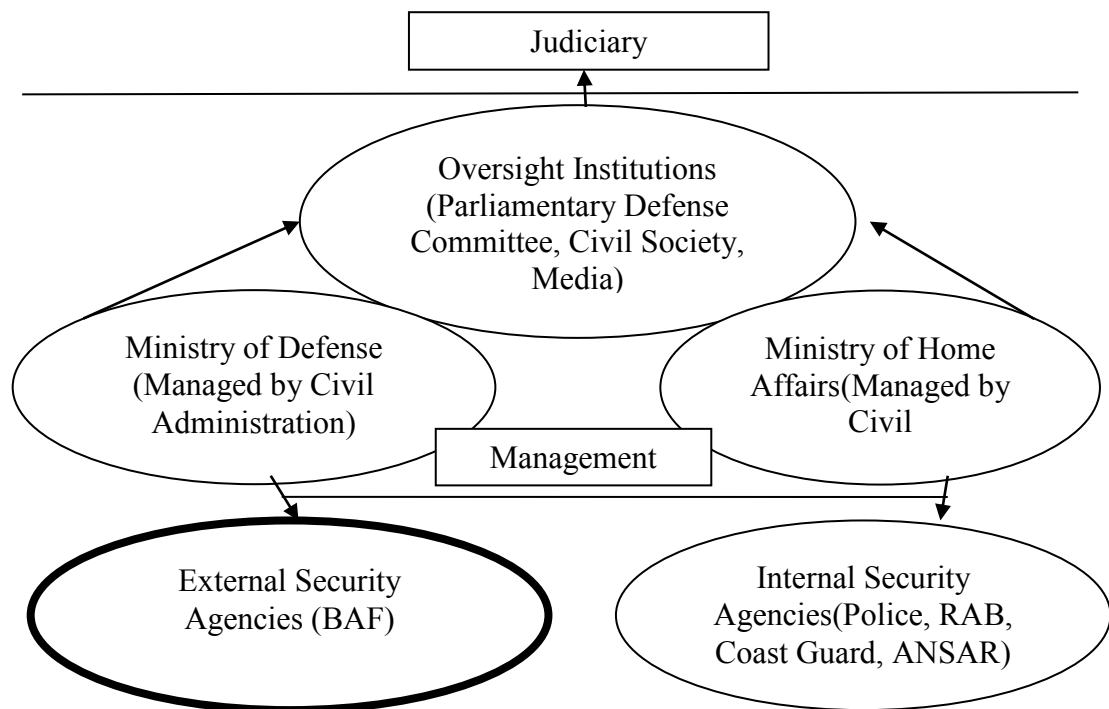 Judiciary
Oversight Institutions
(Parliamentary Defense
Committee, Civil Society,
Media)
Ministry of Defense
(Managed by Civil
Administration)
Ministry of Home
Affairs(Managed by
Civil
Management
External Security
Agencies (BAF)
Internal Security
Agencies(Police, RAB,
Coast Guard, ANSAR)